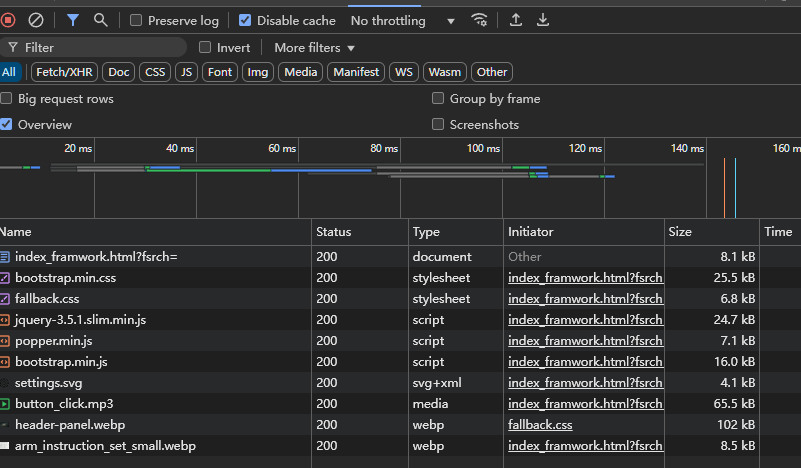 Preserve log Disable cache No throttling
Filter Invert More filters
All Fetch/XHR Doc CSS JS Font Img Media Manifest WS Wasm Other
Big request rows Group by frame
Overview Screenshots
20 ms 40 ms 60 ms 80 ms 100 ms 120 ms 140 ms 160 m
Name Status Type Initiator Size Time
index_framwork.html?fsrch= 200 document Other 8.1 kB
bootstrap.min.css 200 stylesheet index_framwork.html?fsrch 25.5 kB
fallback.css 200 stylesheet index_framwork.html?fsrch 6.8 kB
jquery-3.5.1.slim.min.js 200 script index_framwork.html?fsrch 24.7 kB
popper.min.js 200 script index_framwork.html?fsrch 7.1 kB
bootstrap.min.js 200 script index_framwork.html?fsrch 16.0 kB
settings.svg 200 svg+xml index_framwork.html?fsrch 4.1 kB
button_click.mp3 200 media index_framwork.html?fsrch 65.5 kB
header-panel.webp 200 webp fallback.css 102 kB
arm_instruction_set_small.webp 200 webp index_framwork.html?fsrch 8.5 kB